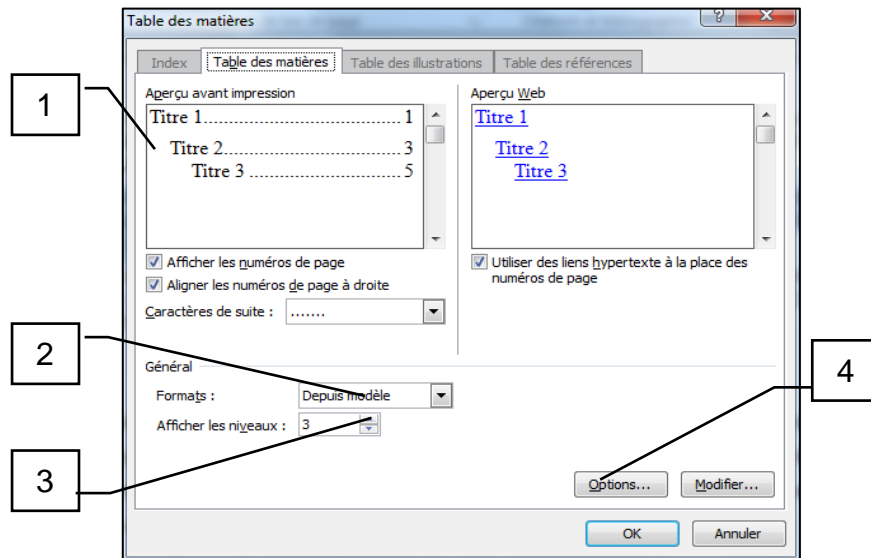 Table des matières
Index Table des matières Table des illustrations Table des références
Aperçu avant impression
Titre 1.......................................... 1
Titre 2...................................... 3
Titre 3 ................................. 5
Aperçu Web
Titre 1
Titre 2
Titre 3
Afficher les numéros de page
Aligner les numéros de page à droite
Caractères de suite : .......
Utiliser des liens hypertexte à la place des
numéros de page
Général
Formats : Depuis modèle
Afficher les niveaux : 3
Options... Modifier...
OK Annuler
1
2
3
4